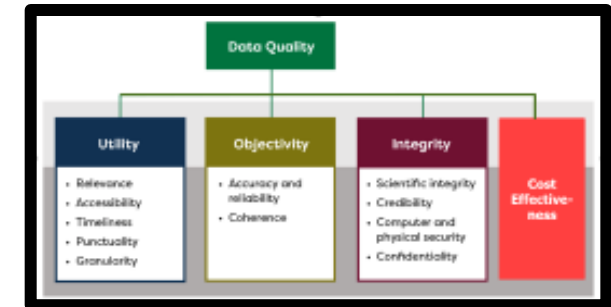 Data Quality
Utility
• Relevance
• Accessibility
• Timeliness
• Punctuality
• Granularity
Objectivity
• Accuracy and
reliability
• Coherence
Integrity
• Scientific integrity
• Credibility
• Computer and
physical security
• Confidentiality
Cost
Effective-
ness